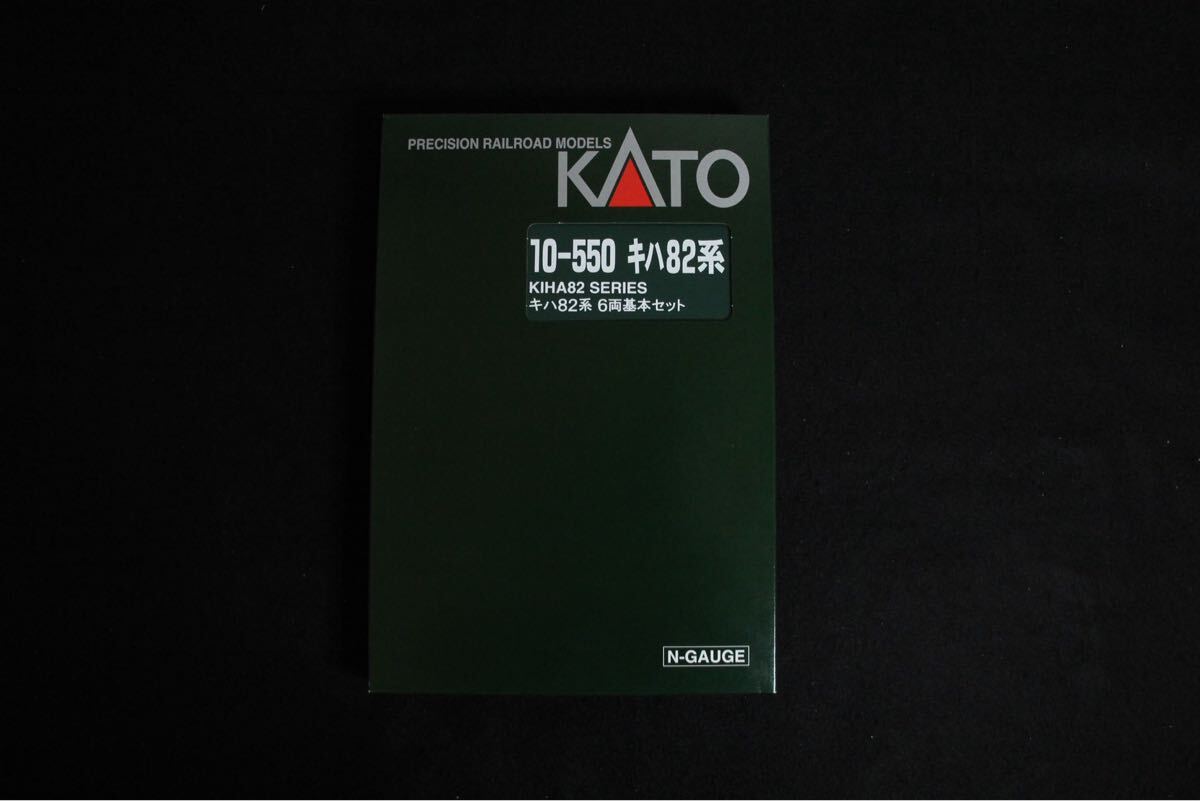 PRECISION RAILROAD MODELS
KATO
10-550 キハ82系
KIHA82 SERIES
キハ82系 6両基本セット
N-GAUGE